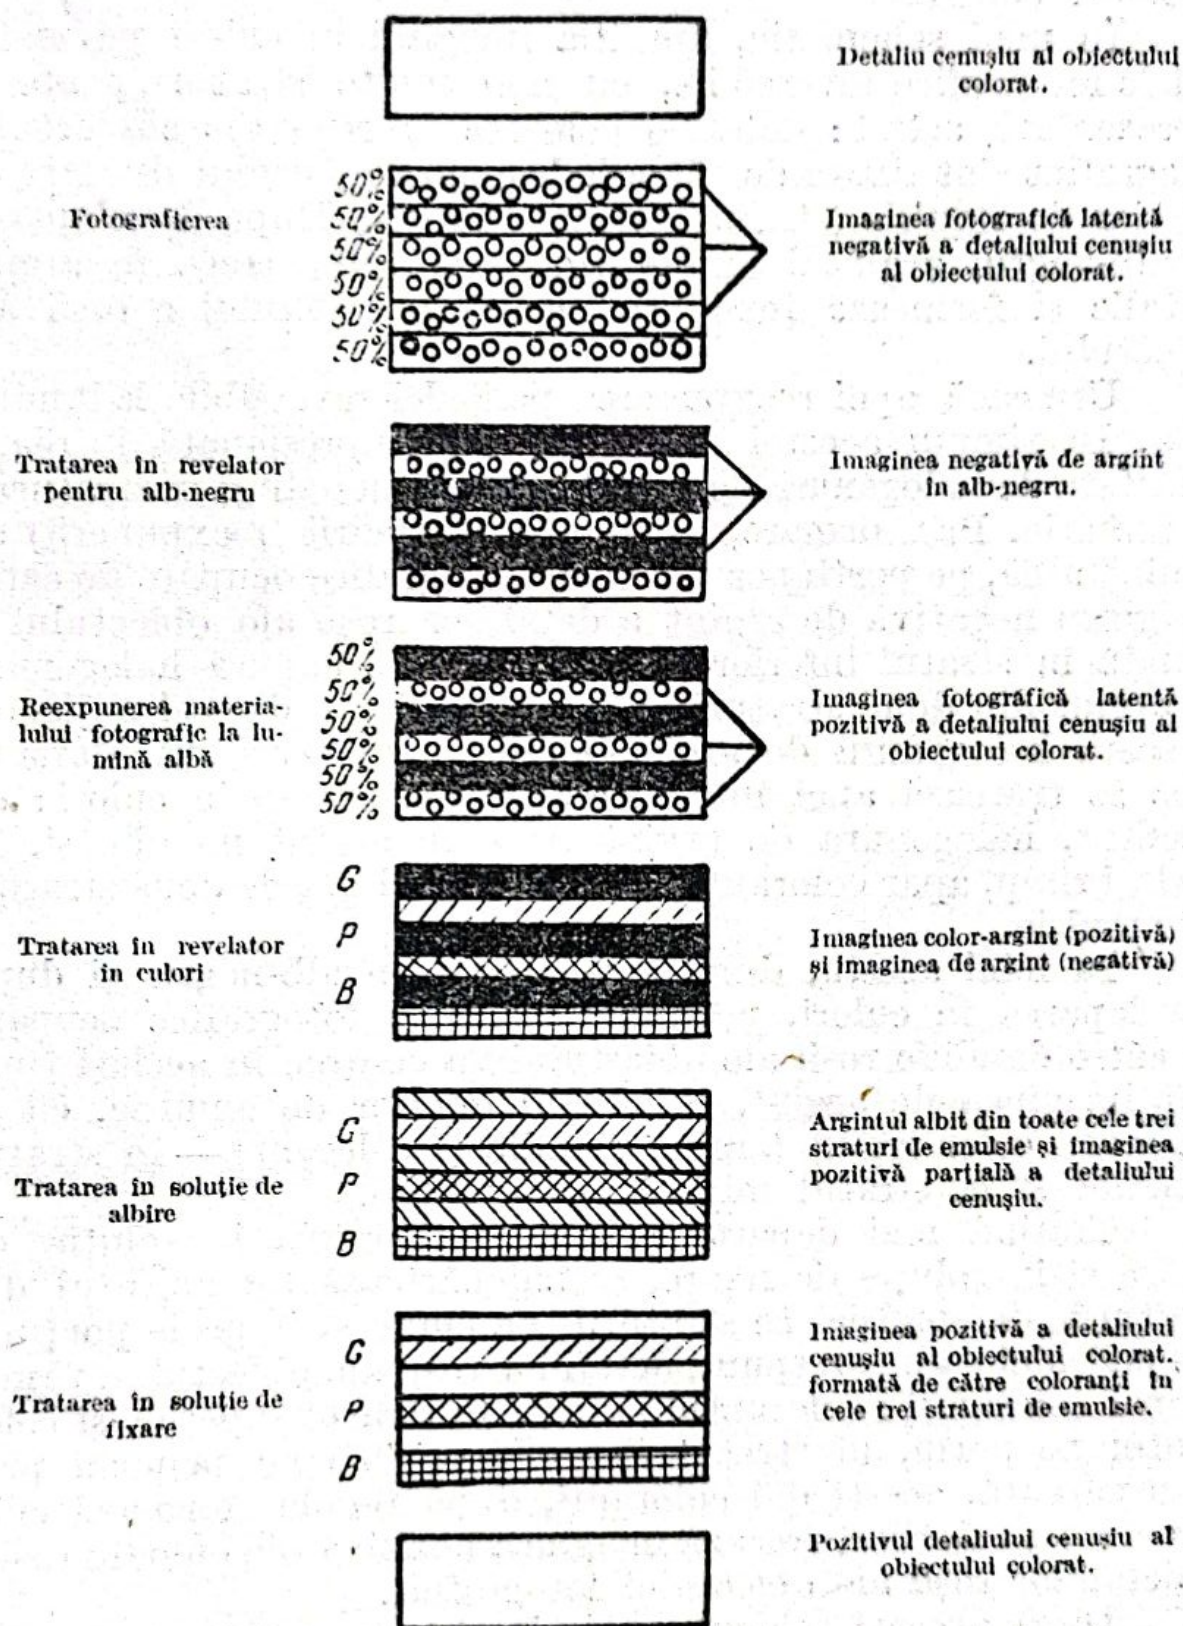 Detaliu cenușiu al obiectului
colorat.
50%
50%
50%
50%
50%
50%
Fotografierea
Imaginea fotografică latentă
negativă a detaliului cenușiu
al obiectului colorat.
Tratarea în revelator
pentru alb-negru
Imaginea negativă de argint
în alb-negru.
50%
50%
50%
50%
50%
50%
Reexpunerea materia-
lului fotografic la lu-
mină albă
Imaginea fotografică latentă
pozitivă a detaliului cenușiu al
obiectului colorat.
G
P
B
Tratarea în revelator
în culori
Imaginea color-argint (pozitivă)
și imaginea de argint (negativă)
G
P
B
Tratarea în soluție de
albire
Argintul albit din toate cele trei
straturi de emulsie și imaginea
pozitivă parțială a detaliului
cenușiu.
G
P
B
Tratarea în soluție de
fixare
Imaginea pozitivă a detaliului
cenușiu al obiectului colorat.
formată de către coloranți în
cele trei straturi de emulsie.
Pozitivul detaliului cenușiu al
obiectului colorat.